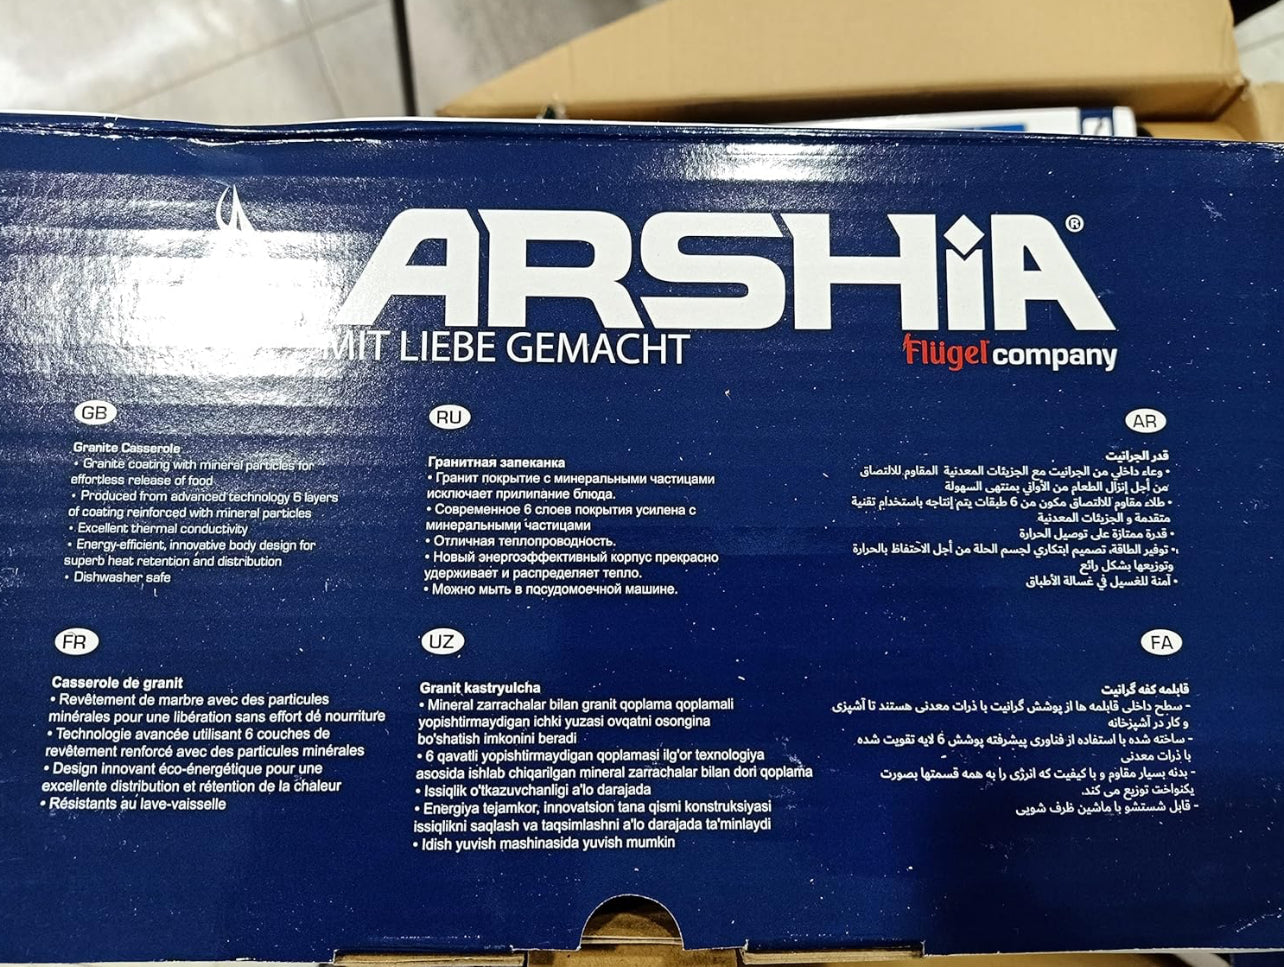 ARSHiA®
MIT LIEBE GEMACHT
Flügel company
GB
Granite Casserole
• Granite coating with mineral particles for
effortless release of food
• Produced from advanced technology 6 layers
of coating reinforced with mineral particles
• Excellent thermal conductivity
• Energy-efficient, innovative body design for
superb heat retention and distribution
• Dishwasher safe
RU
Гранитная запеканка
• Гранит покрытие с минеральными частицами
исключает прилипание блюда.
• Современное 6 слоев покрытия усилена с
минеральными частицами
• Отличная теплопроводность.
• Новый энергоэффективный корпус прекрасно
удерживает и распределяет тепло.
• Можно мыть в посудомоечной машине.
AR
قدر الجرانيت
• وعاء داخلي من الجرانيت مع الجزيئات المعدنية المقاوم للالتصاق
من أجل إنزال الطعام من الأواني بمنتهى السهولة
• طلاء مقاوم للالتصاق مكون من 6 طبقات يتم إنتاجه باستخدام تقنية
متقدمة و الجزيئات المعدنية
• قدرة ممتازة على توصيل الحرارة
• توفير الطاقة، تصميم ابتكاري لجسم الحلة من أجل الاحتفاظ بالحرارة
وتوزيعها بشكل رائع
• آمنة للغسيل في غسالة الأطباق
FR
Casserole de granit
• Revêtement de marbre avec des particules
minérales pour une libération sans effort dé nourriture
• Technologie avancée utilisant 6 couches de
revêtement renforcé avec des particules minérales
• Design innovant éco-énergétique pour une
excellente distribution et rétention de la chaleur
• Résistants au lave-vaisselle
UZ
Granit kastryulcha
• Mineral zarrachalar bilan granit qoplama qoplamali
yopishtirmaydigan ichki yuzasi ovqatni osongina
bo'shatish imkonini beradi
• 6 qavatli yopishtirmaydigan qoplamasi ilg'or texnologiya
asosida ishlab chiqarilgan mineral zarrachalar bilan dori qoplama
• Issiqlik o'tkazuvchanligi a'lo darajada
• Energiya tejamkor, innovatsion tana qismi konstruksiyasi
issiqlikni saqlash va taqsimlashni a'lo darajada ta'minlaydi
• Idish yuvish mashinasida yuvish mumkin
FA
قابلمه کفه گرانیت
- سطح داخلی قابلمه ها از پوشش گرانیت با ذرات معدنی هستند تا آشپزی
و کار در آشپزخانه
- ساخته شده با استفاده از فناوری پیشرفته پوشش 6 لایه تقویت شده
با ذرات معدنی
- بدنه بسیار مقاوم و با کیفیت که انرژی را به همه قسمتها بصورت
یکنواخت توزیع می کند.
- قابل شستشو با ماشین ظرف شویی